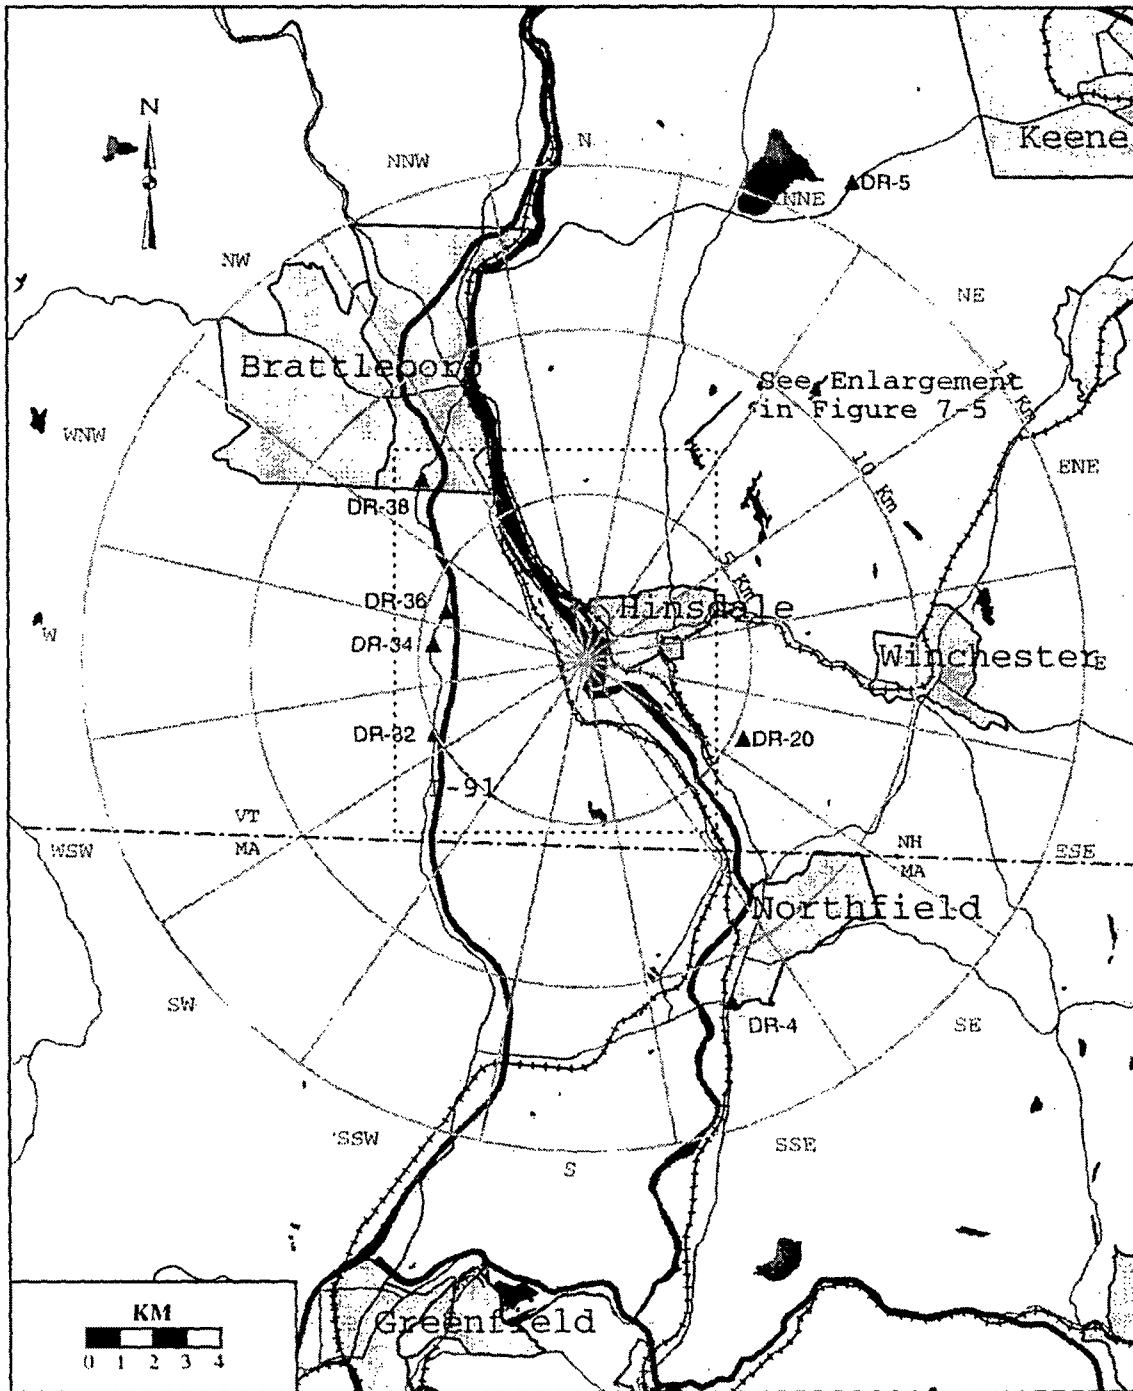 N
Keene
N
NNW
DR-5
NNE
NW
NE
15 Km
Brattleboro
See Enlargement
in Figure 7-5
WNW
10 Km
ENE
DR-38
5 Km
DR-36
Hinsdale
W
DR-34
Winchester
E
DR-32
DR-20
I-91
VT
NH
WSW
MA
ESE
MA
Northfield
SW
DR-4
SE
SSW
SSE
S
KM
0 1 2 3 4
Greenfield